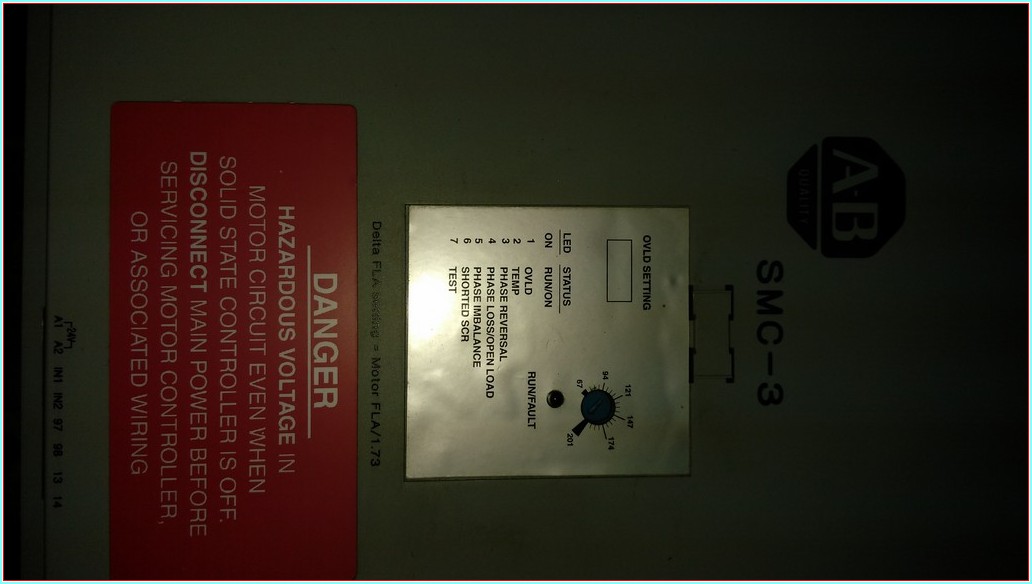 A-B
QUALITY
SMC-3
OVLD SETTING
LED STATUS
ON RUN/ON
1 OVLD
2 TEMP
3 PHASE REVERSAL
4 PHASE LOSS/OPEN LOAD
5 PHASE IMBALANCE
6 SHORTED SCR
7 TEST
67
94
121
147
174
201
RUN/FAULT
Delta FLA = Motor FLA/1.73
DANGER
HAZARDOUS VOLTAGE IN
MOTOR CIRCUIT EVEN WHEN
SOLID STATE CONTROLLER IS OFF.
DISCONNECT MAIN POWER BEFORE
SERVICING MOTOR CONTROLLER,
OR ASSOCIATED WIRING
24V
A1 A2 IN1 IN2 97 98 13 14